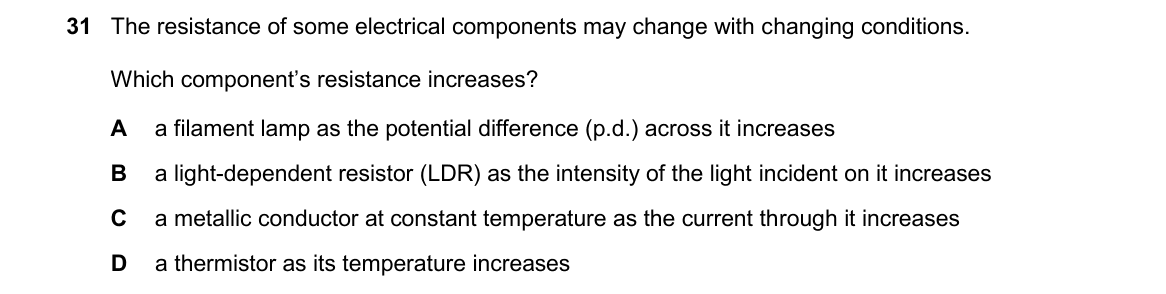 31 The resistance of some electrical components may change with changing conditions.
Which component’s resistance increases?
A a filament lamp as the potential difference (p.d.) across it increases
B a light-dependent resistor (LDR) as the intensity of the light incident on it increases
C a metallic conductor at constant temperature as the current through it increases
D a thermistor as its temperature increases